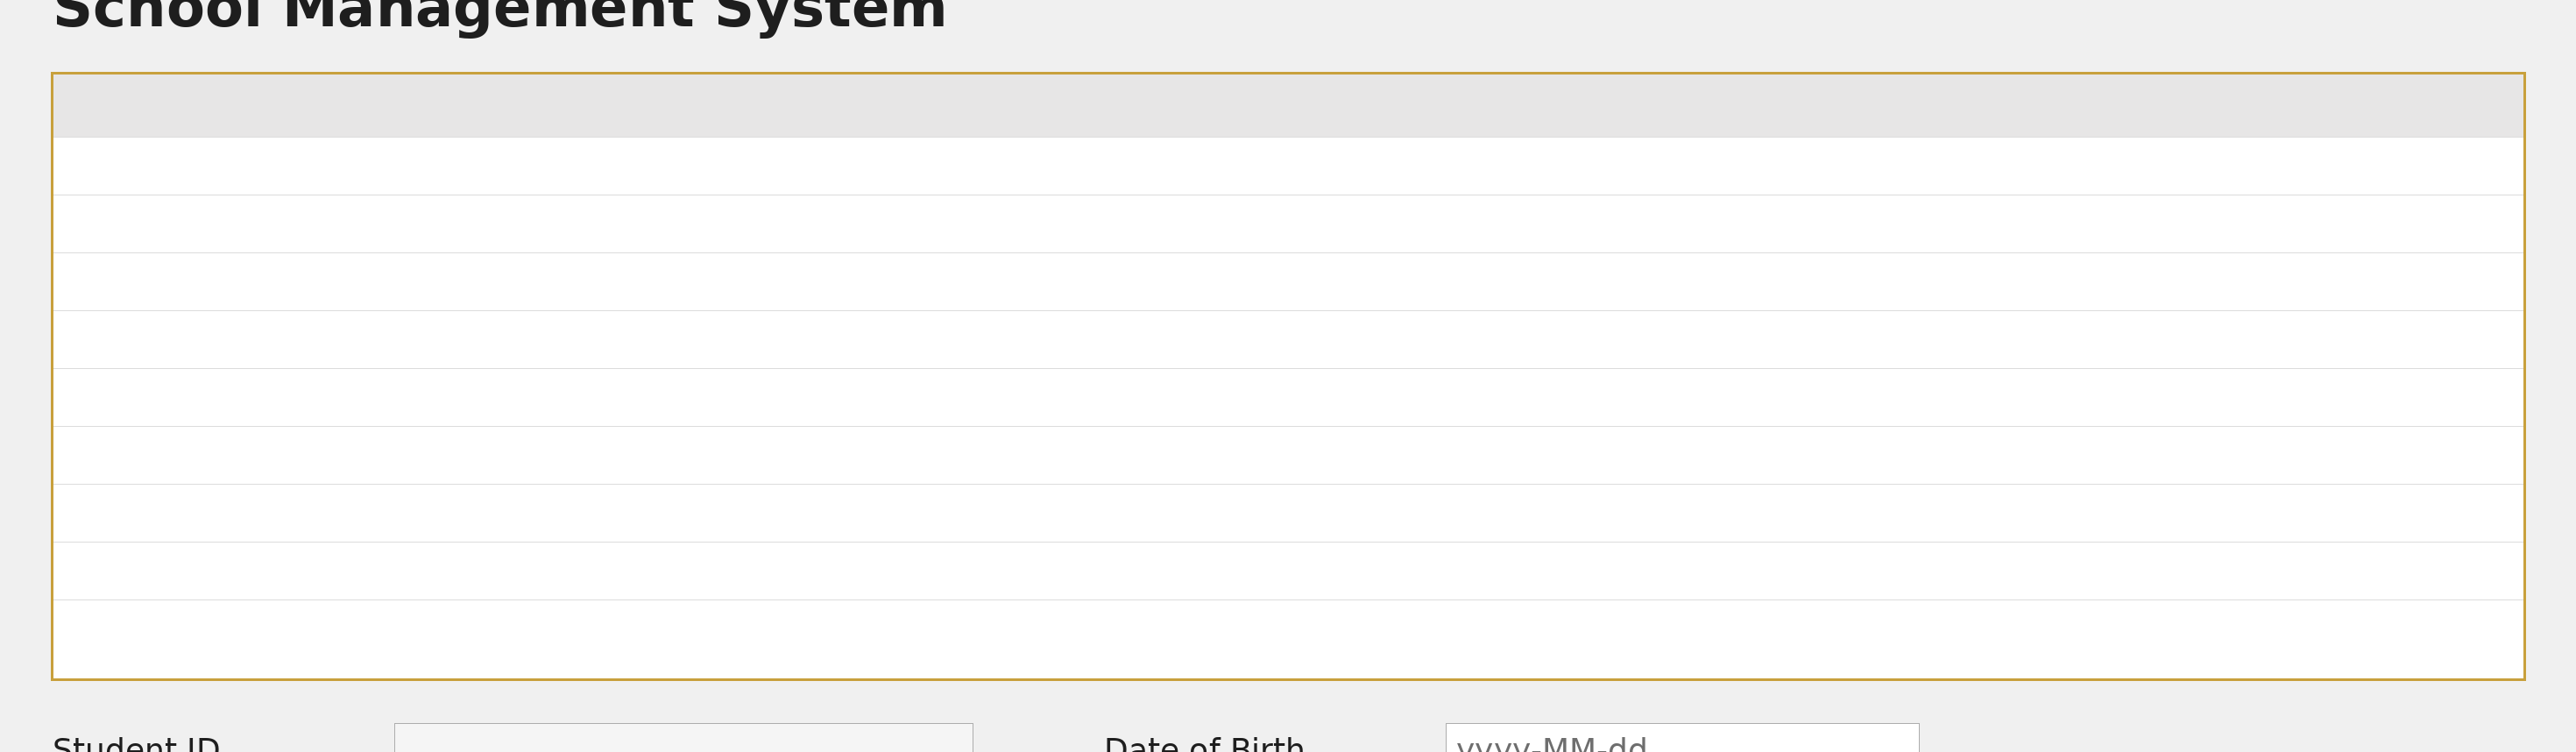 School Management System
Student ID
Date of Birth
yyyy-MM-dd